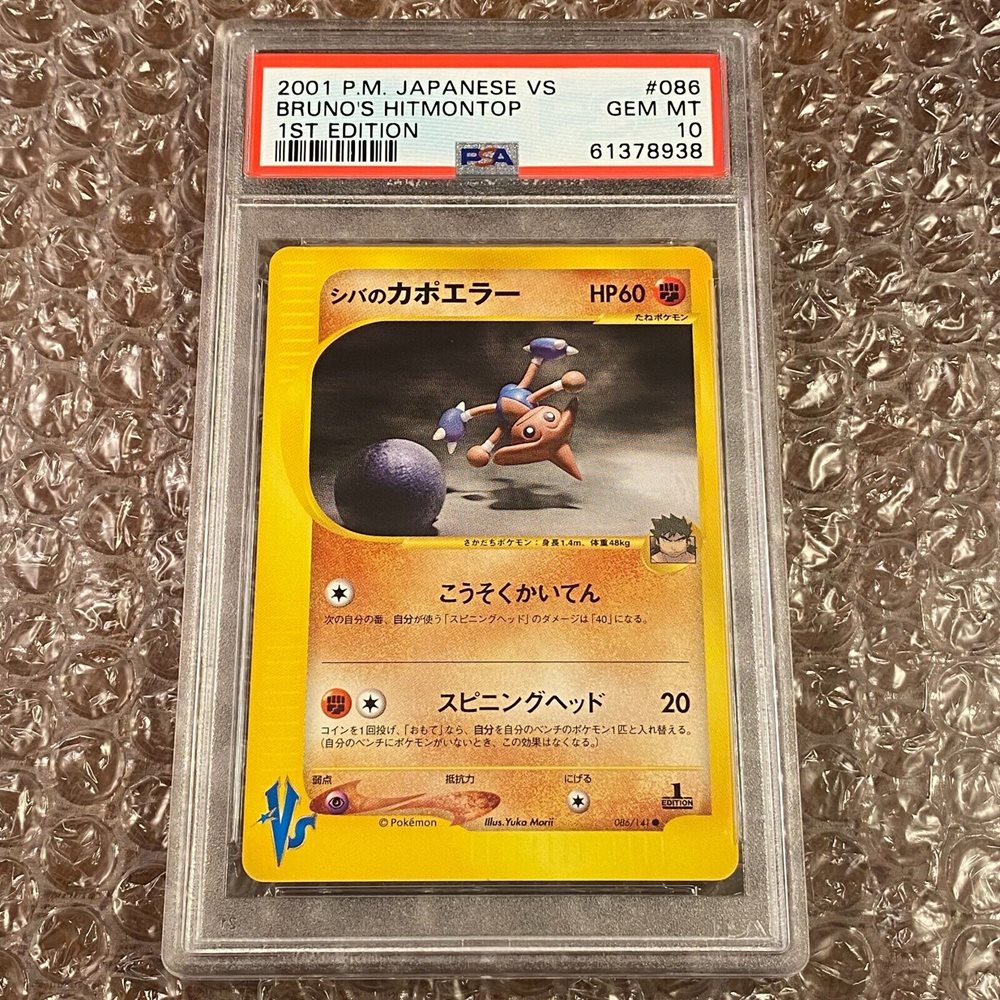 2001 P.M. JAPANESE VS #086
BRUNO'S HITMONTOP GEM MT
1ST EDITION 10
PSA 61378938
シバのカポエラー HP60
たねポケモン
さかだちポケモン：身長1.4m、体重48kg
こうそくかいてん
次の自分の番、自分が使う「スピニングヘッド」のダメージは「40」になる。
スピニングヘッド 20
コインを1回投げ、「おもて」なら、自分を自分のベンチのポケモン1匹と入れ替える。
（自分のベンチにポケモンがいないとき、この効果はなくなる。）
弱点 抵抗力 にげる
1
EDITION
VS
©Pokémon Illus.Yuka Morii 086/141